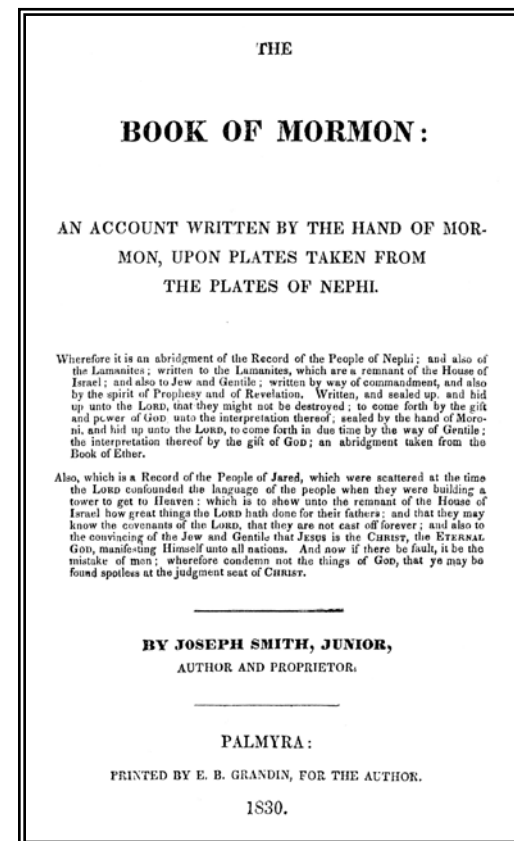 THE
BOOK OF MORMON:
AN ACCOUNT WRITTEN BY THE HAND OF MOR-
MON, UPON PLATES TAKEN FROM
THE PLATES OF NEPHI.
Wherefore it is an abridgment of the Record of the People of Nephi; and also of
the Lamanites; written to the Lamanites, which are a remnant of the House of
Israel; and also to Jew and Gentile; written by way of commandment, and also
by the spirit of Prophesy and of Revelation. Written, and sealed up, and hid
up unto the LORD, that they might not be destroyed; to come forth by the gift
and power of GOD unto the interpretation thereof; sealed by the hand of Moro-
ni, and hid up unto the LORD, to come forth in due time by the way of Gentile;
the interpretation thereof by the gift of GOD; an abridgment taken from the
Book of Ether.
Also, which is a Record of the People of Jared, which were scattered at the time
the LORD confounded the language of the people when they were building a
tower to get to Heaven: which is to shew unto the remnant of the House of
Israel how great things the LORD hath done for their fathers; and that they may
know the covenants of the LORD, that they are not cast off forever; and also to
the convincing of the Jew and Gentile that JESUS is the CHRIST, the ETERNAL
GOD, manifesting Himself unto all nations. And now if there be fault, it be the
mistake of men; wherefore condemn not the things of GOD, that ye may be
found spotless at the judgment seat of CHRIST.
BY JOSEPH SMITH, JUNIOR,
AUTHOR AND PROPRIETOR.
PALMYRA:
PRINTED BY E. B. GRANDIN, FOR THE AUTHOR.
1830.